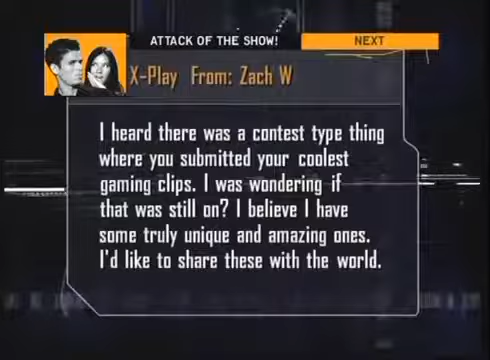 ATTACK OF THE SHOW! NEXT
X-Play From: Zach W
I heard there was a contest type thing
where you submitted your coolest
gaming clips. I was wondering if
that was still on? I believe I have
some truly unique and amazing ones.
I'd like to share these with the world.